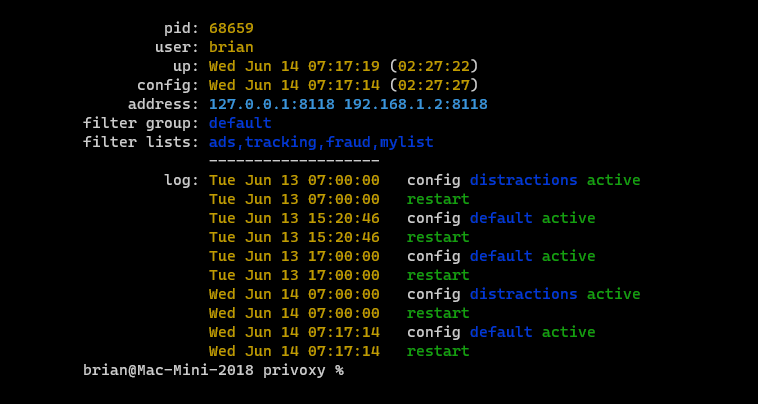 pid: 68659
user: brian
up: Wed Jun 14 07:17:19 (02:27:22)
config: Wed Jun 14 07:17:14 (02:27:27)
address: 127.0.0.1:8118 192.168.1.2:8118
filter group: default
filter lists: ads,tracking,fraud,mylist
-------------------
log: Tue Jun 13 07:00:00 config distractions active
Tue Jun 13 07:00:00 restart
Tue Jun 13 15:20:46 config default active
Tue Jun 13 15:20:46 restart
Tue Jun 13 17:00:00 config default active
Tue Jun 13 17:00:00 restart
Wed Jun 14 07:00:00 config distractions active
Wed Jun 14 07:00:00 restart
Wed Jun 14 07:17:14 config default active
Wed Jun 14 07:17:14 restart
brian@Mac-Mini-2018 privoxy %